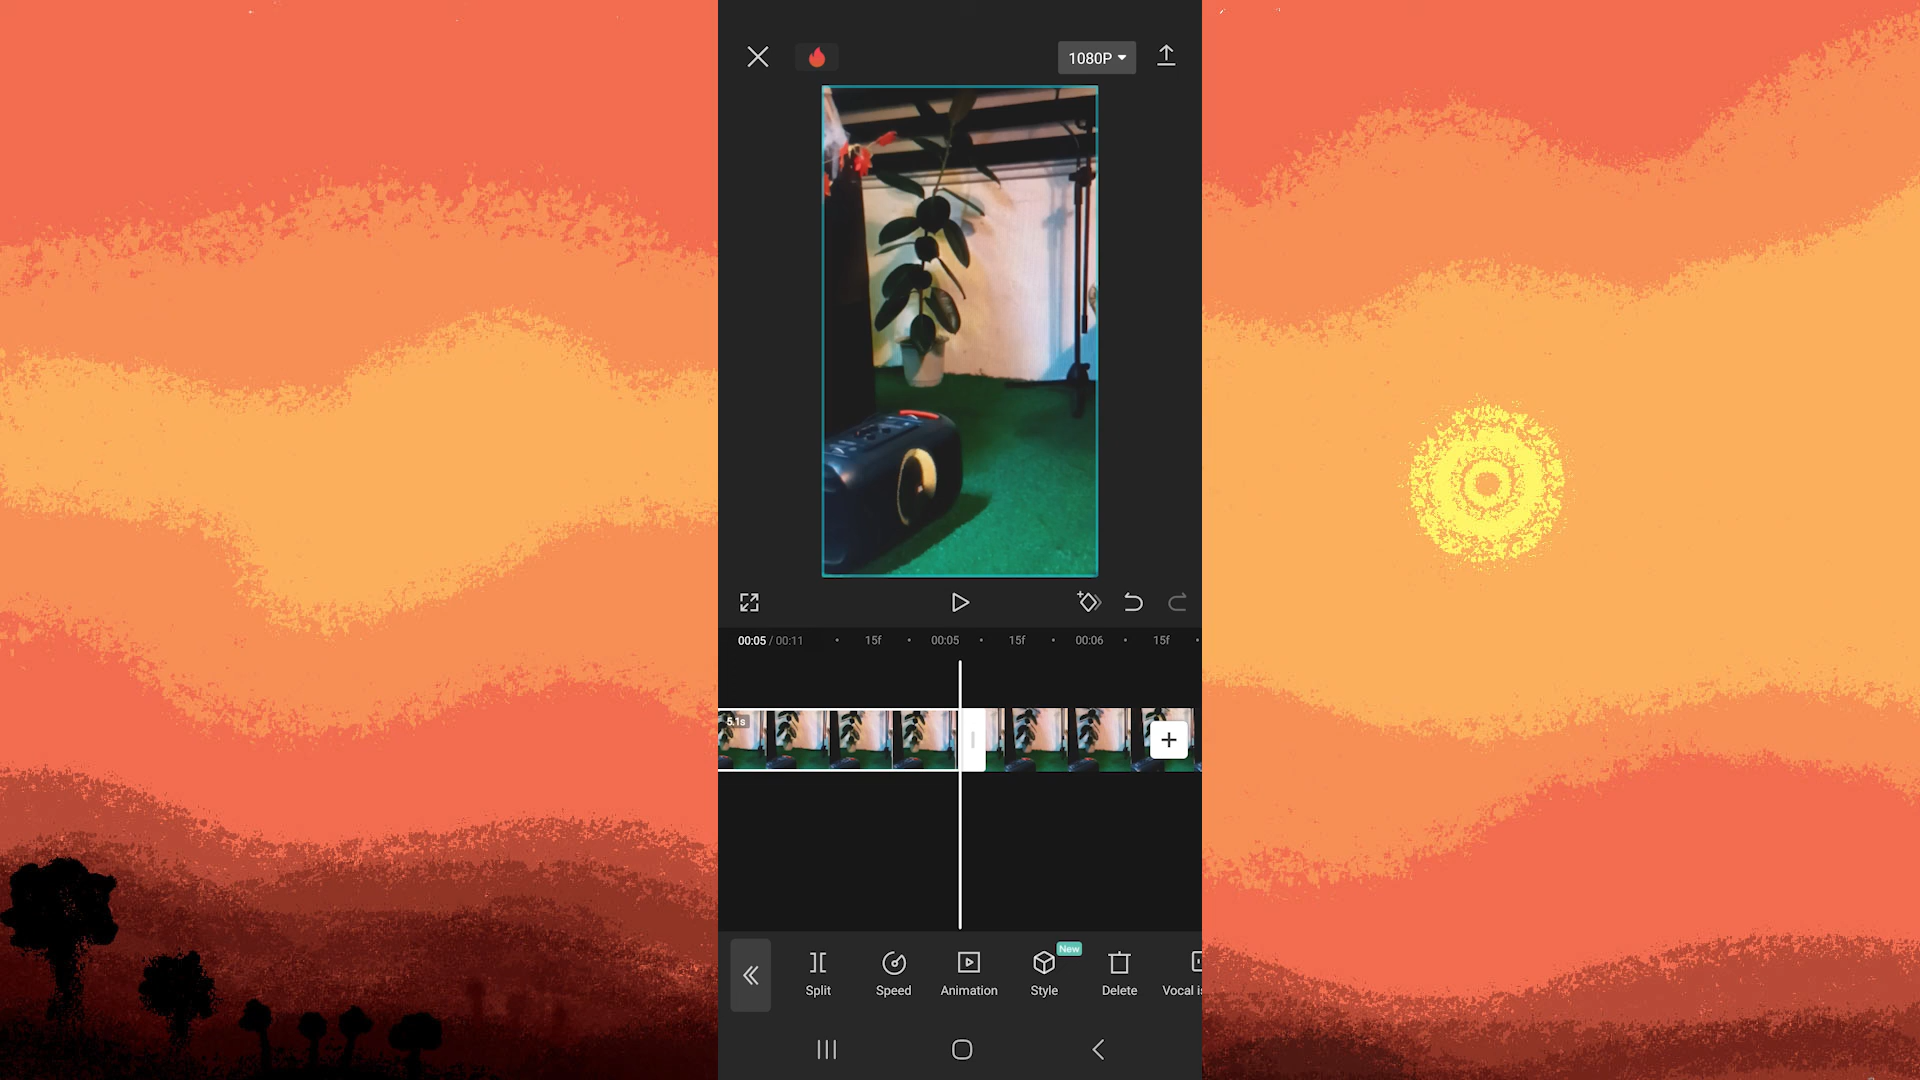 1080P
00:05 / 00:11
15f
00:05
15f
00:06
15f
5.1s
New
Split
Speed
Animation
Style
Delete
Vocal